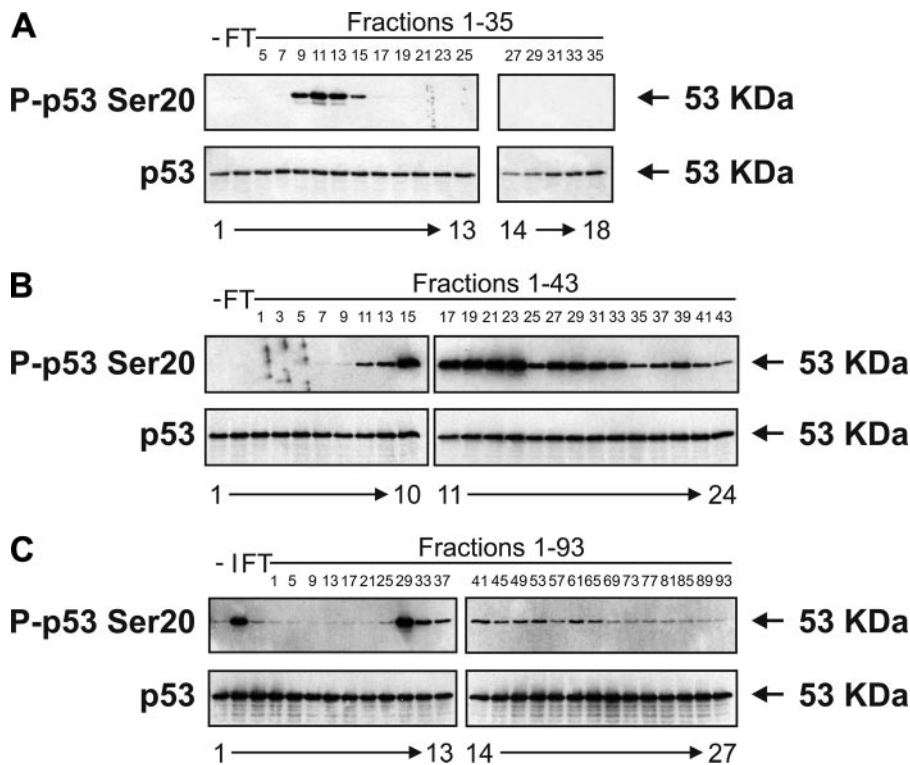 A
Fractions 1-35
- FT
5 7 9 11 13 15 17 19 21 23 25 27 29 31 33 35
P-p53 Ser20 ← 53 KDa
p53 ← 53 KDa
1 → 13 14 → 18
B
Fractions 1-43
- FT
1 3 5 7 9 11 13 15 17 19 21 23 25 27 29 31 33 35 37 39 41 43
P-p53 Ser20 ← 53 KDa
p53 ← 53 KDa
1 → 10 11 → 24
C
Fractions 1-93
- I FT
1 5 9 13 17 21 25 29 33 37 41 45 49 53 57 61 65 69 73 77 81 85 89 93
P-p53 Ser20 ← 53 KDa
p53 ← 53 KDa
1 → 13 14 → 27